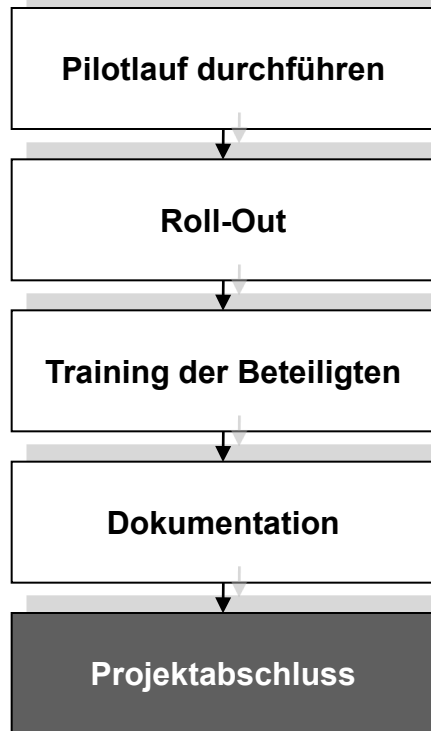 Pilotlauf durchführen
Roll-Out
Training der Beteiligten
Dokumentation
Projektabschluss